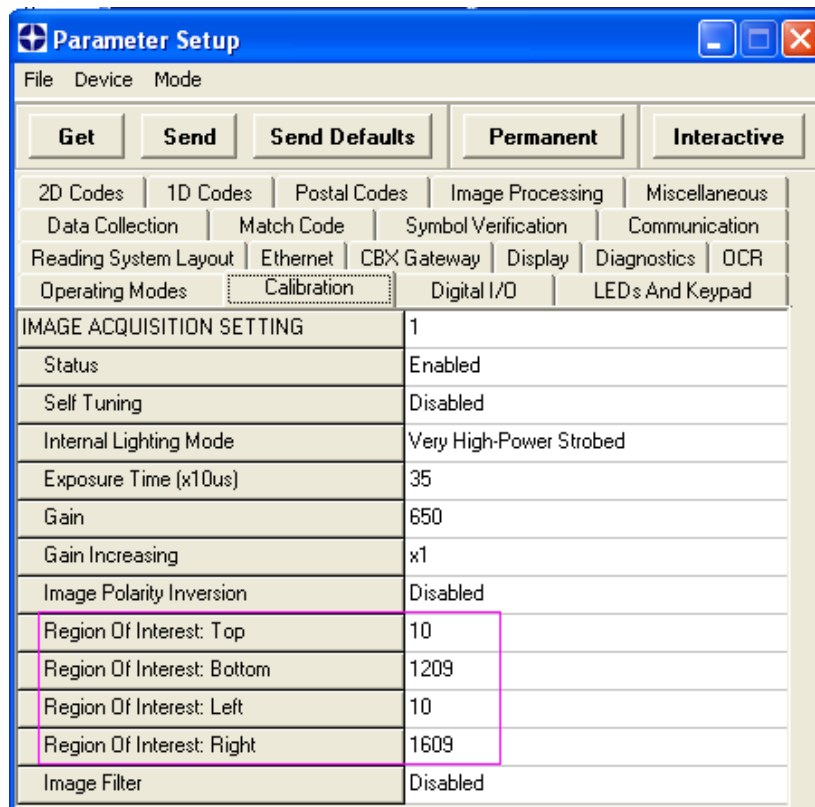 Parameter Setup
File Device Mode
Get Send Send Defaults Permanent Interactive
2D Codes 1D Codes Postal Codes Image Processing Miscellaneous
Data Collection Match Code Symbol Verification Communication
Reading System Layout Ethernet CBX Gateway Display Diagnostics OCR
Operating Modes Calibration Digital I/O LEDs And Keypad
IMAGE ACQUISITION SETTING 1
Status Enabled
Self Tuning Disabled
Internal Lighting Mode Very High-Power Strobed
Exposure Time (x10us) 35
Gain 650
Gain Increasing x1
Image Polarity Inversion Disabled
Region Of Interest: Top 10
Region Of Interest: Bottom 1209
Region Of Interest: Left 10
Region Of Interest: Right 1609
Image Filter Disabled